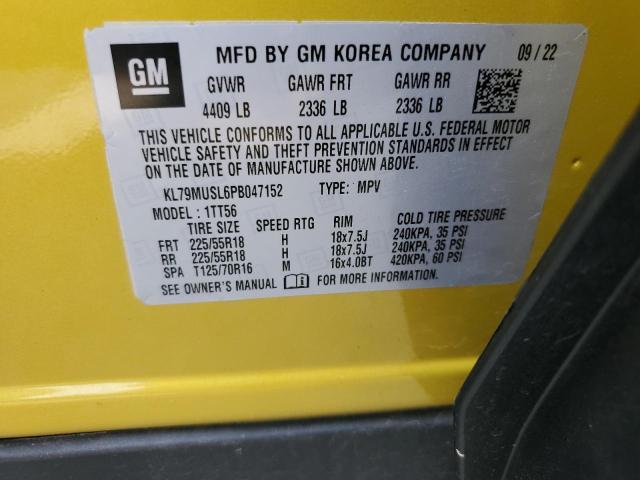 GM MFD BY GM KOREA COMPANY 09 / 22
GVWR GAWR FRT GAWR RR
4409 LB 2336 LB 2336 LB
THIS VEHICLE CONFORMS TO ALL APPLICABLE U.S. FEDERAL MOTOR
VEHICLE SAFETY AND THEFT PREVENTION STANDARDS IN EFFECT
ON THE DATE OF MANUFACTURE SHOWN ABOVE.
KL79MUSL6PB047152 TYPE: MPV
MODEL : 1TT56
TIRE SIZE SPEED RTG RIM COLD TIRE PRESSURE
FRT 225/55R18 H 18x7.5J 240KPA, 35 PSI
RR 225/55R18 H 18x7.5J 240KPA, 35 PSI
SPA T125/70R16 M 16x4.0BT 420KPA, 60 PSI
SEE OWNER'S MANUAL FOR MORE INFORMATION.